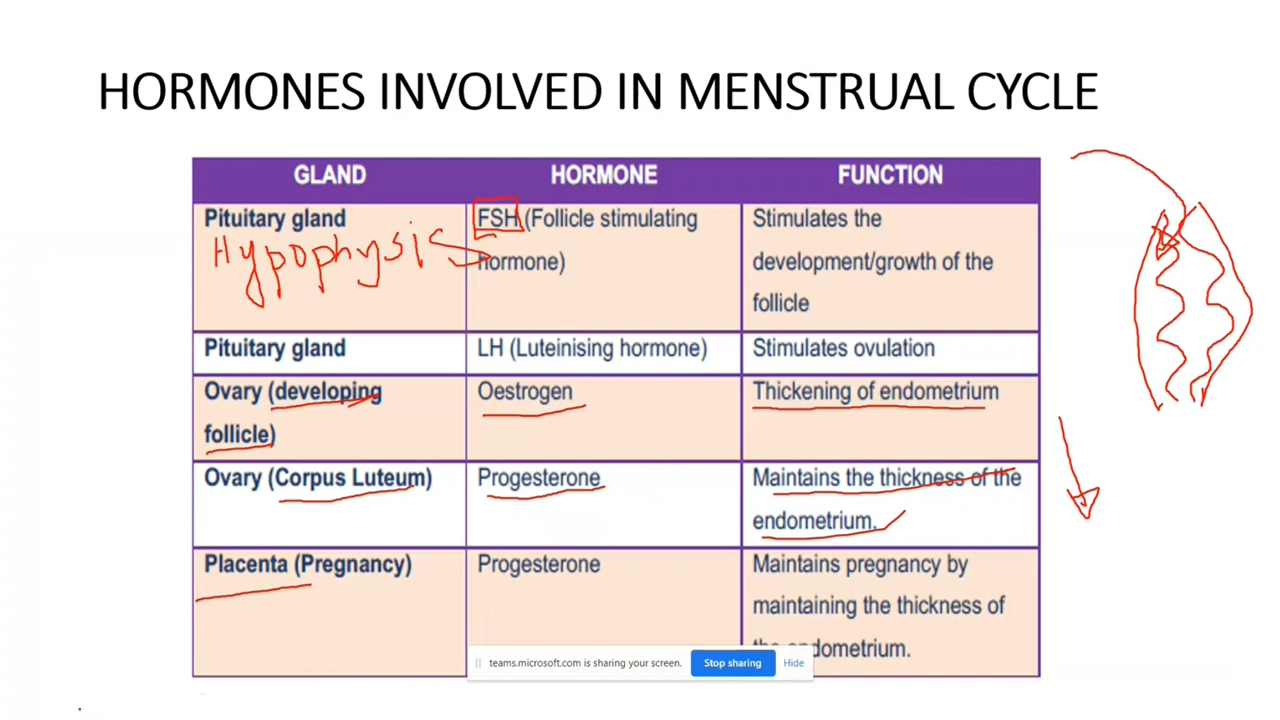 HORMONES INVOLVED IN MENSTRUAL CYCLE
GLAND HORMONE FUNCTION
Pituitary gland FSH (Follicle stimulating Stimulates the
Hypophysis hormone) development/growth of the
follicle
Pituitary gland LH (Luteinising hormone) Stimulates ovulation
Ovary (developing Oestrogen Thickening of endometrium
follicle)
Ovary (Corpus Luteum) Progesterone Maintains the thickness of the
endometrium.
Placenta (Pregnancy) Progesterone Maintains pregnancy by
maintaining the thickness of
endometrium.
teams.microsoft.com is sharing your screen. Stop sharing Hide